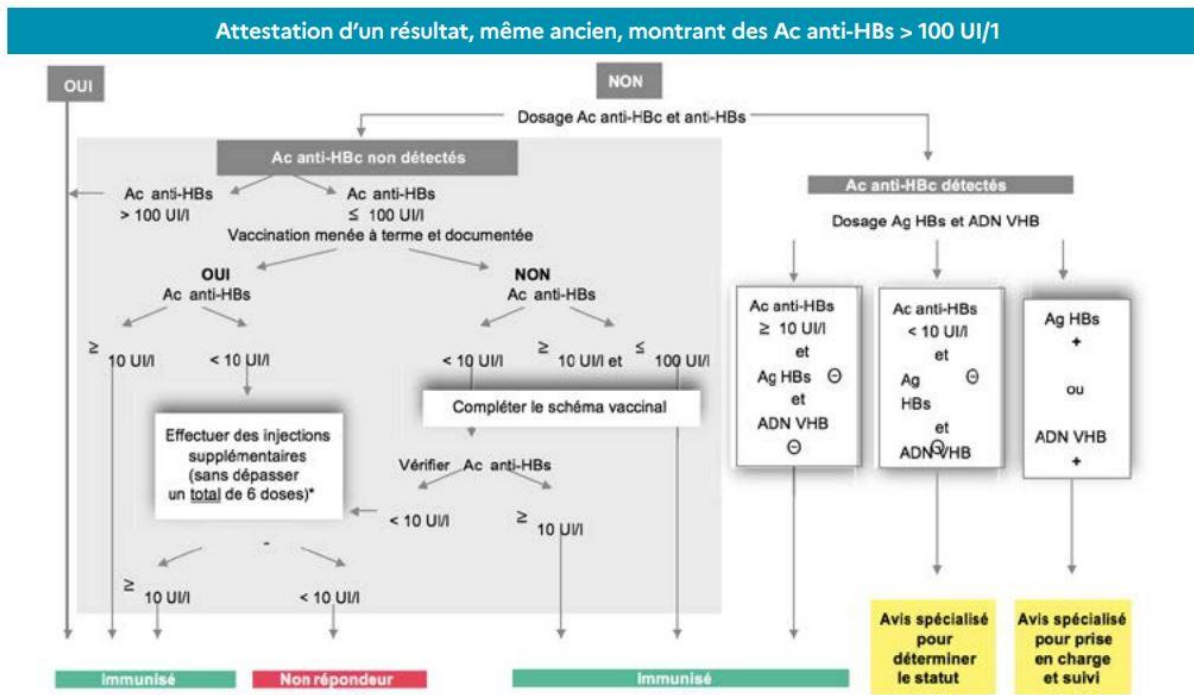 Attestation d'un résultat, même ancien, montrant des Ac anti-HBs > 100 UI/1
OUI
NON
Dosage Ac anti-HBc et anti-HBs
Ac anti-HBc non détectés
Ac anti-HBs
> 100 UI/l
Ac anti-HBs
≤ 100 UI/l
Vaccination menée à terme et documentée
OUI
Ac anti-HBs
NON
Ac anti-HBs
≥ 10 UI/l
< 10 UI/l
< 10 UI/l
≥ 10 UI/l et ≤ 100 UI/l
Compléter le schéma vaccinal
Effectuer des injections
supplémentaires
(sans dépasser
un total de 6 doses)*
Vérifier Ac anti-HBs
< 10 UI/l
≥ 10 UI/l
-
≥ 10 UI/l
< 10 UI/l
Ac anti-HBc détectés
Dosage Ag HBs et ADN VHB
Ac anti-HBs
≥ 10 UI/l
et
Ag HBs ⊖
et
ADN VHB
⊖
Ac anti-HBs
< 10 UI/l
et
Ag ⊖
HBs
et
ADN VHB
⊖
Ag HBs
+
ou
ADN VHB
+
Immunisé
Non répondeur
Immunisé
Avis spécialisé
pour
déterminer
le statut
Avis spécialisé
pour prise
en charge
et suivi